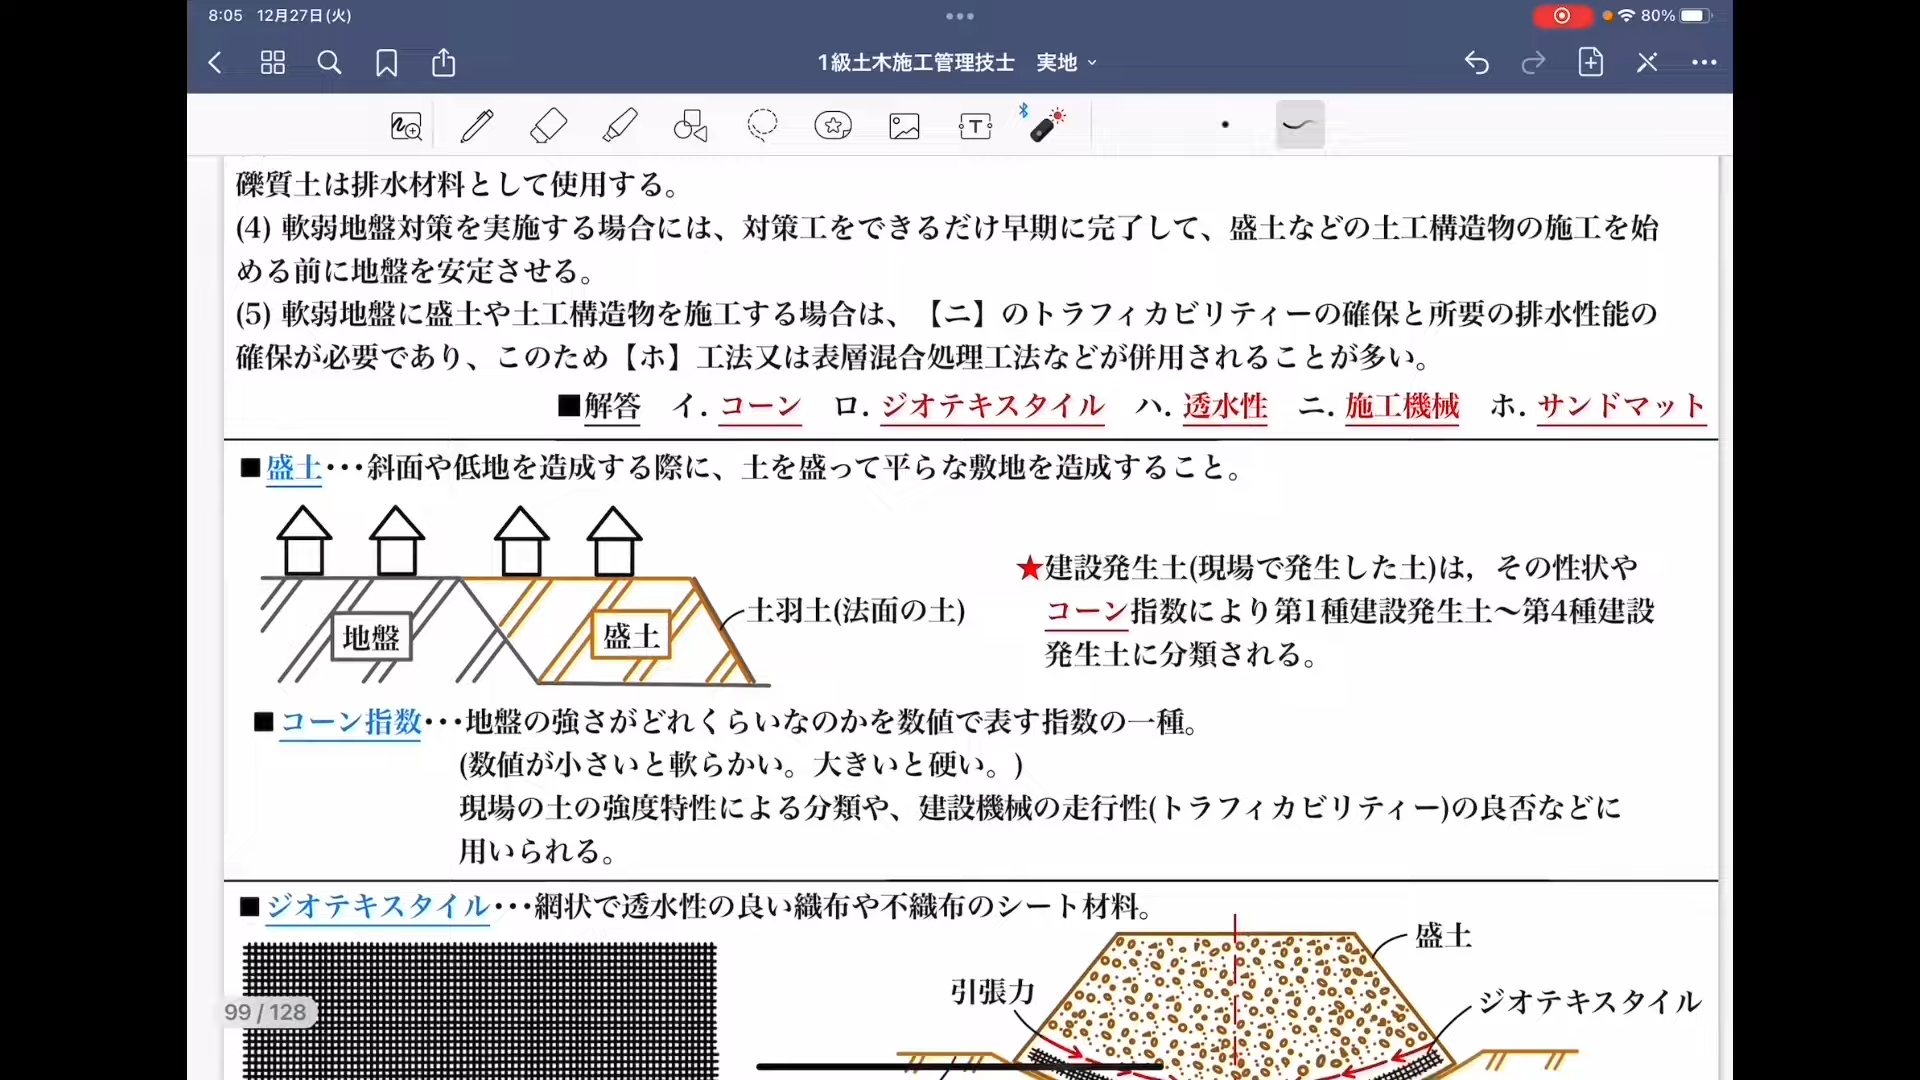 8:05 12月27日(火)
80%
1級土木施工管理技士 実地
礫質土は排水材料として使用する。
(4) 軟弱地盤対策を実施する場合には、対策工をできるだけ早期に完了して、盛土などの土工構造物の施工を始
める前に地盤を安定させる。
(5) 軟弱地盤に盛土や土工構造物を施工する場合は、【ニ】のトラフィカビリティーの確保と所要の排水性能の
確保が必要であり、このため【ホ】工法又は表層混合処理工法などが併用されることが多い。
■解答 イ. コーン ロ. ジオテキスタイル ハ. 透水性 ニ. 施工機械 ホ. サンドマット
■盛土･･･斜面や低地を造成する際に、土を盛って平らな敷地を造成すること。
地盤
盛土
土羽土(法面の土)
★建設発生土(現場で発生した土)は，その性状や
コーン指数により第1種建設発生土〜第4種建設
発生土に分類される。
■コーン指数･･･地盤の強さがどれくらいなのかを数値で表す指数の一種。
(数値が小さいと軟らかい。大きいと硬い。)
現場の土の強度特性による分類や、建設機械の走行性(トラフィカビリティー)の良否などに
用いられる。
■ジオテキスタイル･･･網状で透水性の良い織布や不織布のシート材料。
盛土
引張力
ジオテキスタイル
99 / 128